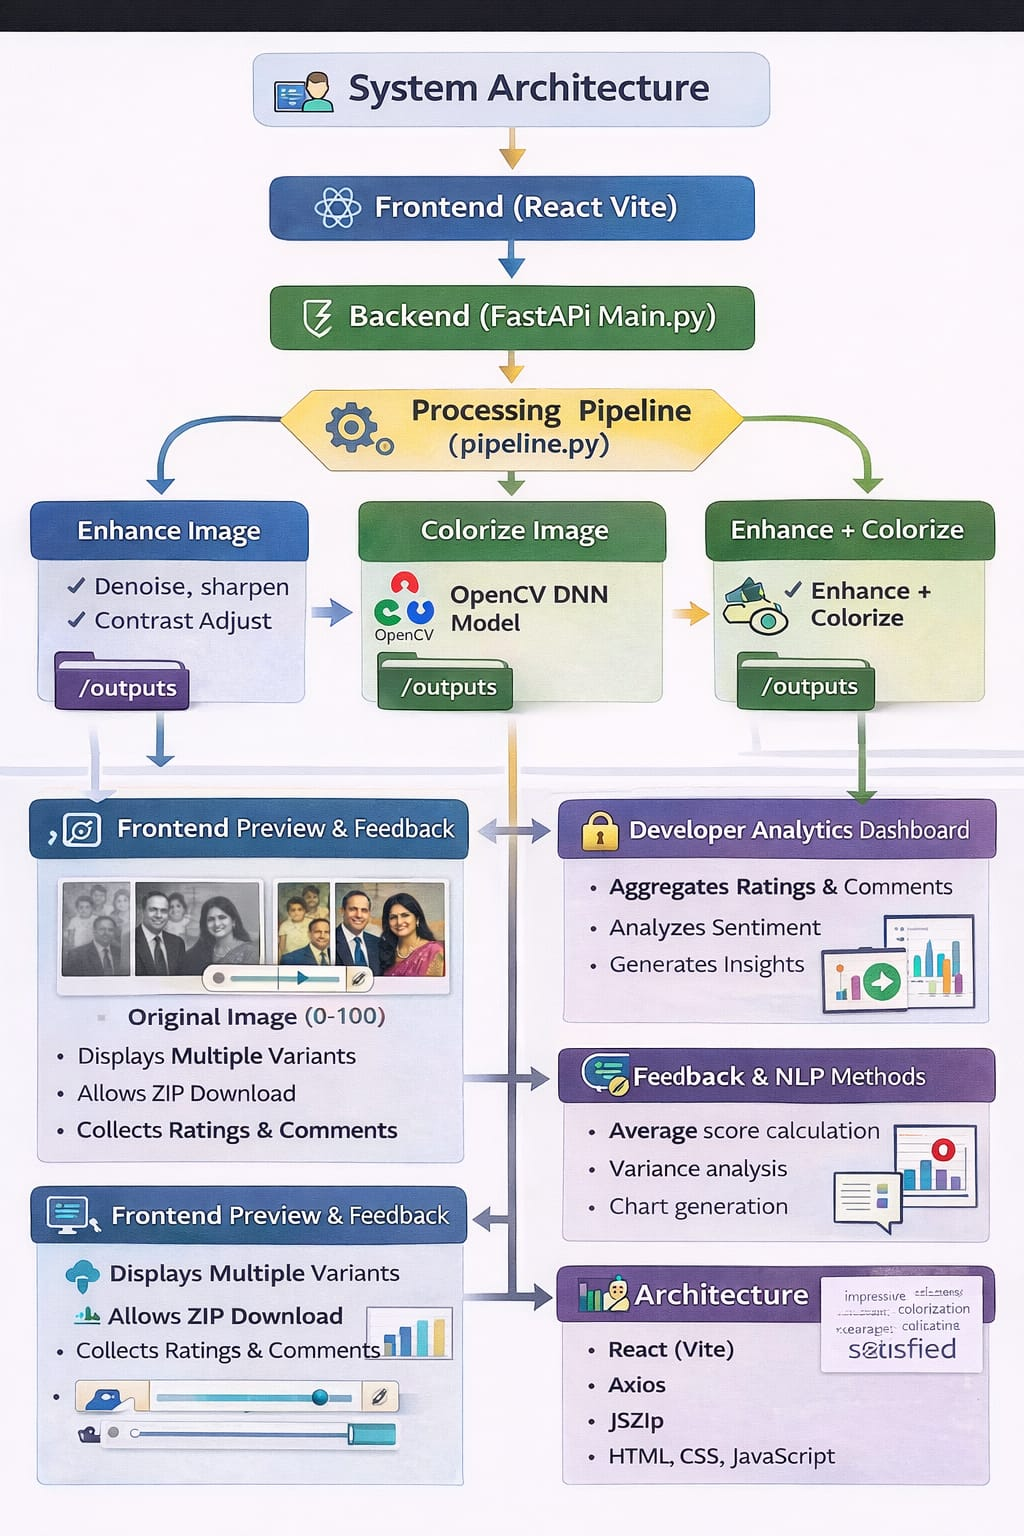 System Architecture
Frontend (React Vite)
Backend (FastAPi Main.py)
Processing Pipeline
(pipeline.py)
Enhance Image
✓ Denoise, sharpen
✓ Contrast Adjust
/outputs
Colorize Image
OpenCV
OpenCV DNN
Model
/outputs
Enhance + Colorize
✓ Enhance +
Colorize
/outputs
Frontend Preview & Feedback
Original Image (0-100)
• Displays Multiple Variants
• Allows ZIP Download
• Collects Ratings & Comments
Developer Analytics Dashboard
• Aggregates Ratings & Comments
• Analyzes Sentiment
• Generates Insights
Feedback & NLP Methods
• Average score calculation
• Variance analysis
• Chart generation
Frontend Preview & Feedback
Displays Multiple Variants
Allows ZIP Download
• Collects Ratings & Comments
Architecture
impressive
colorization
satisfied
• React (Vite)
• Axios
• JSZIp
• HTML, CSS, JavaScript